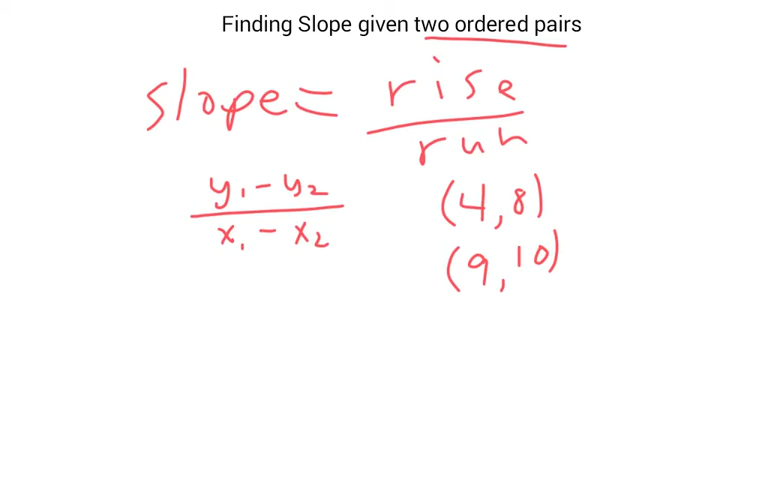 Finding Slope given two ordered pairs
slope = rise
run
y₁ - y₂
x₁ - x₂
(4,8)
(9,10)